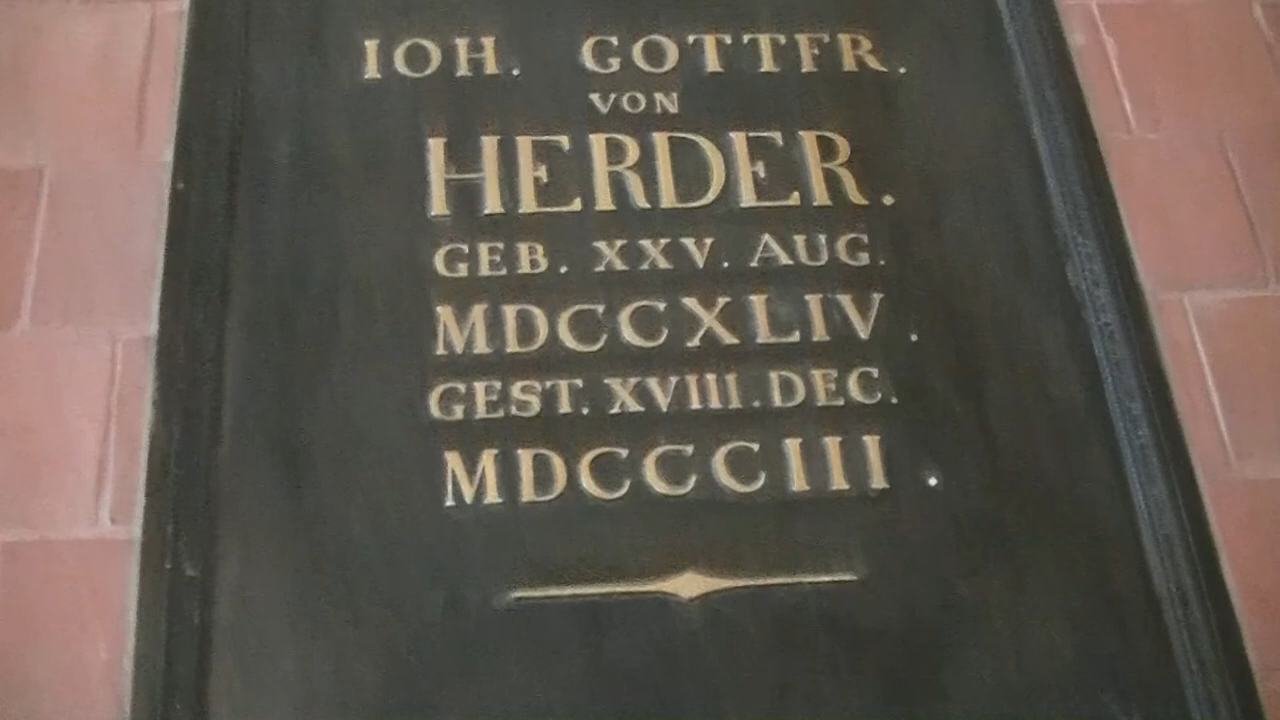 IOH. GOTTFR.
VON
HERDER.
GEB. XXV. AUG.
MDCCXLIV.
GEST. XVIII. DEC.
MDCCCIII.